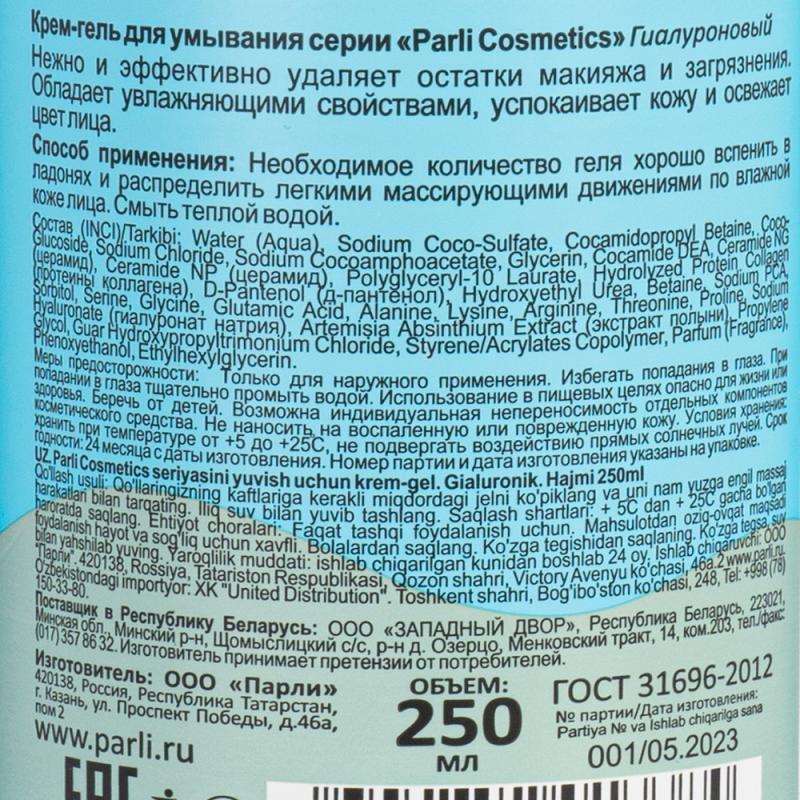 Крем-гель для умывания серии «Parli Cosmetics» Гиалуроновый
Нежно и эффективно удаляет остатки макияжа и загрязнения.
Обладает увлажняющими свойствами, успокаивает кожу и освежает
цвет лица.
Способ применения: Необходимое количество геля хорошо вспенить в
ладонях и распределить легкими массирующими движениями по влажной
коже лица. Смыть теплой водой.
Состав (INCI)/Tarkibi: Water (Aqua), Sodium Coco-Sulfate, Cocamidopropyl Betaine, Coco-
Glucoside, Sodium Chloride, Sodium Cocoamphoacetate, Glycerin, Cocamide DEA, Ceramide NG
(церамид), Ceramide NP (церамид), Polyglyceryl-10 Laurate, Hydrolyzed Protein Collagen
(протеины коллагена), D-Pantenol (д-пантенол), Hydroxyethyl Urea, Betaine, Sodium PCA,
Sorbitol, Serine, Glycine, Glutamic Acid, Alanine, Lysine, Arginine, Threonine, Proline, Sodium
Hyaluronate (гиалуронат натрия), Artemisia Absinthium Extract (экстракт полыни), Propylene
Glycol, Guar Hydroxypropyltrimonium Chloride, Styrene/Acrylates Copolymer, Parfum (Fragrance),
Phenoxyethanol, Ethylhexylglycerin.
Меры предосторожности: Только для наружного применения. Избегать попадания в глаза. При
попадании в глаза тщательно промыть водой. Использование в пищевых целях опасно для жизни или
здоровья. Беречь от детей. Возможна индивидуальная непереносимость отдельных компонентов
косметического средства. Не наносить на воспаленную или поврежденную кожу. Условия хранения:
хранить при температуре от +5 до +25С, не подвергать воздействию прямых солнечных лучей. Срок
годности: 24 месяца с даты изготовления. Номер партии и дата изготовления указаны на упаковке.
UZ. Parli Cosmetics seriyasini yuvish uchun krem-gel. Gialuronik. Hajmi 250ml
Qo'llash usuli: Qo'llaringizning kaftlariga kerakli miqdordagi jelni ko'piklang va uni nam yuzga engil massaj
harakatlari bilan tarqating. Iliq suv bilan yuvib tashlang. Saqlash shartlari: + 5C dan + 25C gacha bo'lgan
haroratda saqlang. Ehtiyot choralari: Faqat tashqi foydalanish uchun. Mahsulotdan oziq-ovqat maqsadi
foydalanish hayot va sog'liq uchun xavfli. Bolalardan saqlang. Ko'zga tegishidan saqlaning. Ko'zga tegsa, suv
bilan yahshilab yuving. Yaroqlilik muddati: ishlab chiqarilgan kunidan boshlab 24 oy. Ishlab chiqaruvchi: ООО
"Парли". 420138, Rossiya, Tatariston Respublikasi, Qozon shahri, Victory Avenyu ko'chasi, 46a.2 www.parli.ru.
O'zbekistondagi importyor: XK "United Distribution". Toshkent shahri, Bog'ibo'ston ko'chasi, 248, Tel: +998 (78)
150-33-80.
Поставщик в Республику Беларусь: ООО «ЗАПАДНЫЙ ДВОР», Республика Беларусь, 223021,
Минская обл., Минский р-н, Щомыслицкий с/с, р-н д. Озерцо, Менковский тракт, 14, ком.203, тел./факс:
(017) 357 86 32. Изготовитель принимает претензии от потребителей.
Изготовитель: ООО «Парли»
420138, Россия, Республика Татарстан,
г. Казань, ул. Проспект Победы, д.46а,
пом 2
www.parli.ru
ОБЪЕМ:
250
МЛ
ГОСТ 31696-2012
№ партии/Дата изготовления:
Partiya № va Ishlab chiqarilga sana
001/05.2023
EAC